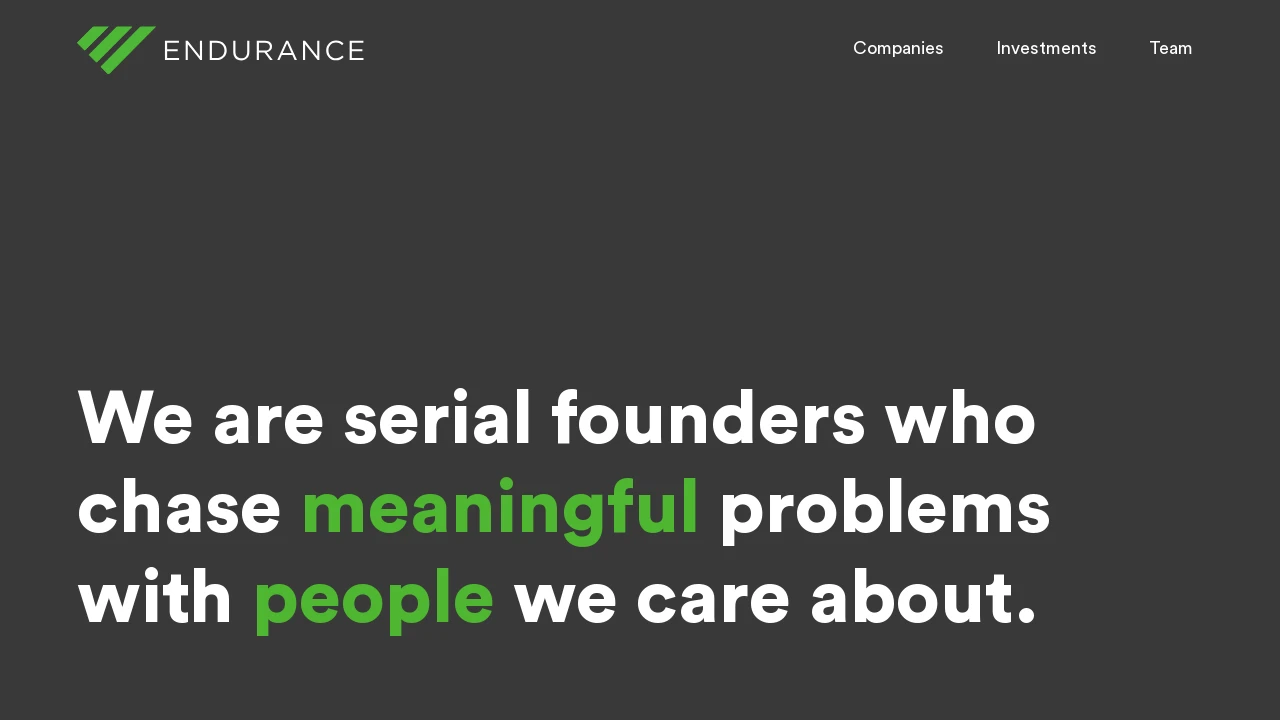 ENDURANCE
Companies
Investments
Team
We are serial founders who
chase meaningful problems
with people we care about.